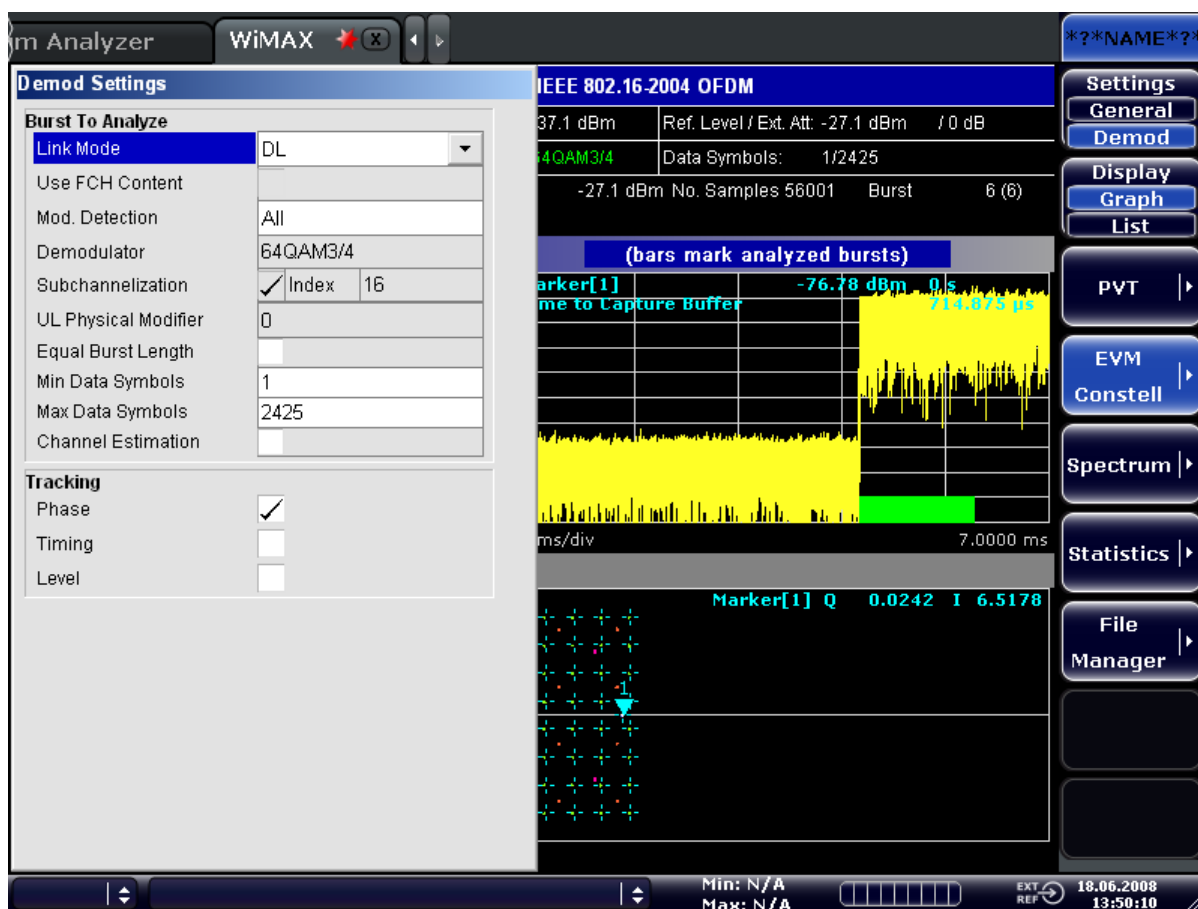 m Analyzer
WiMAX
*?*NAME*?*
Demod Settings
Burst To Analyze
Link Mode DL
Use FCH Content
Mod. Detection All
Demodulator 64QAM3/4
Subchannelization Index 16
UL Physical Modifier 0
Equal Burst Length
Min Data Symbols 1
Max Data Symbols 2425
Channel Estimation
Tracking
Phase
Timing
Level
IEEE 802.16-2004 OFDM
37.1 dBm Ref. Level / Ext. Att: -27.1 dBm / 0 dB
64QAM3/4 Data Symbols: 1/2425
-27.1 dBm No. Samples 56001 Burst 6 (6)
(bars mark analyzed bursts)
arker[1] -76.78 dBm 0 s
me to Capture Buffer 714.875 µs
ms/div 7.0000 ms
Marker[1] Q 0.0242 I 6.5178
1
Settings
General
Demod
Display
Graph
List
PVT
EVM
Constell
Spectrum
Statistics
File
Manager
Min: N/A
Max: N/A
EXT
REF
18.06.2008
13:50:10